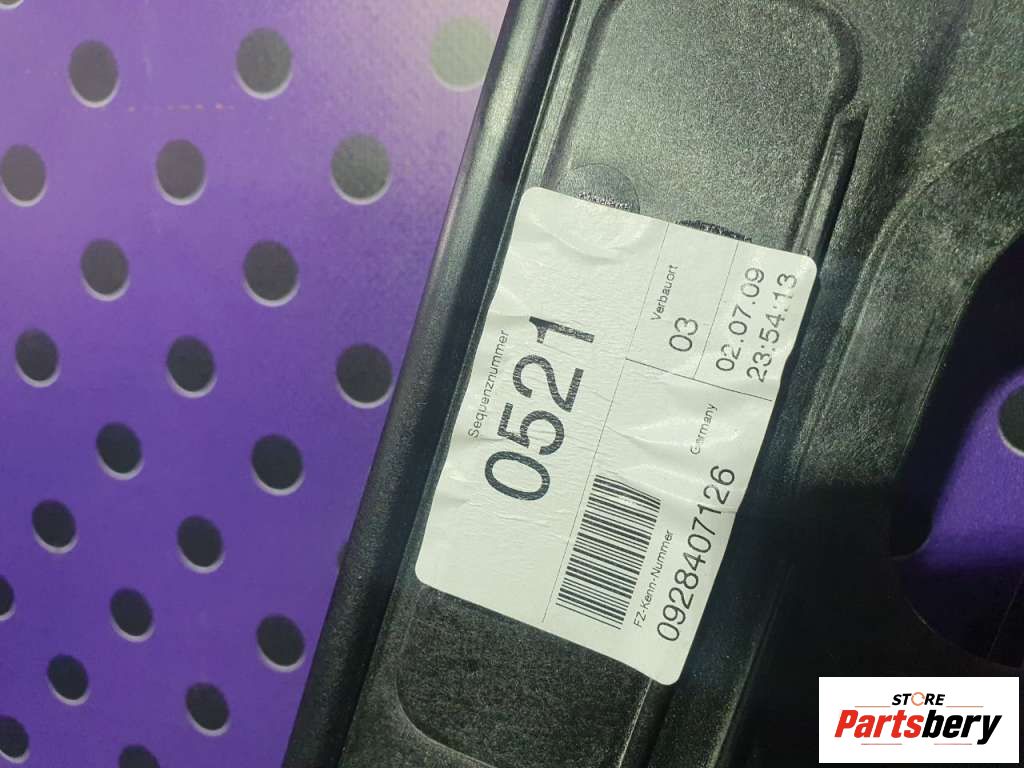 Sequenznummer
0521
Verbauort
03
02.07.09
23:54:13
FZ-Kenn-Nummer
Germany
0928407126
STORE
Partsbery